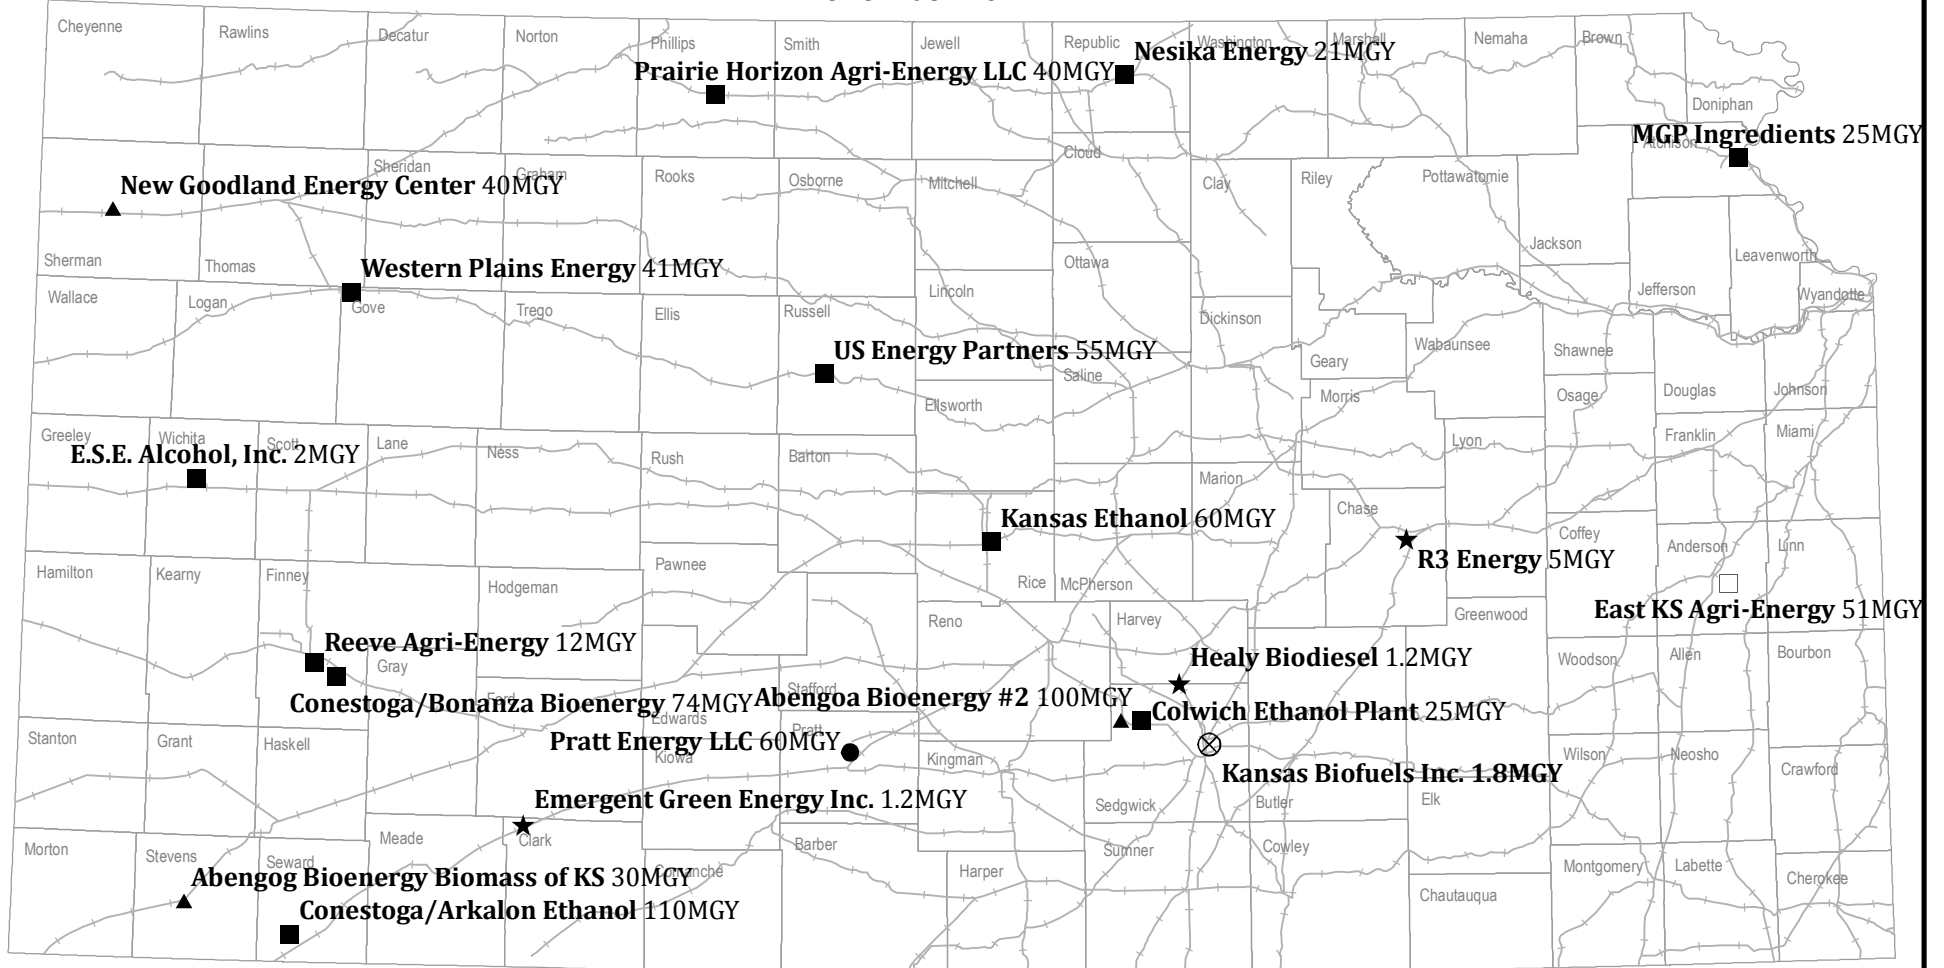 Cheyenne
Rawlins
Decatur
Norton
Phillips
Smith
Jewell
Republic
Washington
Marshall
Nemaha
Brown
Doniphan
Nesika Energy 21MGY
Prairie Horizon Agri-Energy LLC 40MGY
MGP Ingredients 25MGY
Atchison
Cloud
Sheridan
Graham
Rooks
Osborne
Mitchell
Clay
Riley
Pottawatomie
New Goodland Energy Center 40MGY
Jackson
Sherman
Thomas
Ottawa
Leavenworth
Western Plains Energy 41MGY
Wallace
Logan
Gove
Trego
Ellis
Russell
Lincoln
Dickinson
Jefferson
Wyandotte
US Energy Partners 55MGY
Geary
Wabaunsee
Shawnee
Saline
Ellsworth
Morris
Osage
Douglas
Johnson
Greeley
Wichita
Scott
Lane
Ness
Rush
Barton
Lyon
Franklin
Miami
E.S.E. Alcohol, Inc. 2MGY
Marion
Chase
Kansas Ethanol 60MGY
Coffey
Anderson
Linn
R3 Energy 5MGY
Hamilton
Kearny
Finney
Hodgeman
Pawnee
Rice
McPherson
East KS Agri-Energy 51MGY
Reno
Harvey
Greenwood
Reeve Agri-Energy 12MGY
Healy Biodiesel 1.2MGY
Gray
Woodson
Allen
Bourbon
Ford
Stafford
Conestoga/Bonanza Bioenergy 74MGY
Abengoa Bioenergy #2 100MGY
Colwich Ethanol Plant 25MGY
Edwards
Pratt
Stanton
Grant
Haskell
Pratt Energy LLC 60MGY
Kiowa
Kingman
Wilson
Neosho
Crawford
Kansas Biofuels Inc. 1.8MGY
Emergent Green Energy Inc. 1.2MGY
Sedgwick
Butler
Elk
Morton
Stevens
Seward
Meade
Clark
Barber
Sumner
Cowley
Montgomery
Labette
Cherokee
Comanche
Harper
Chautauqua
Abengog Bioenergy Biomass of KS 30MGY
Conestoga/Arkalon Ethanol 110MGY